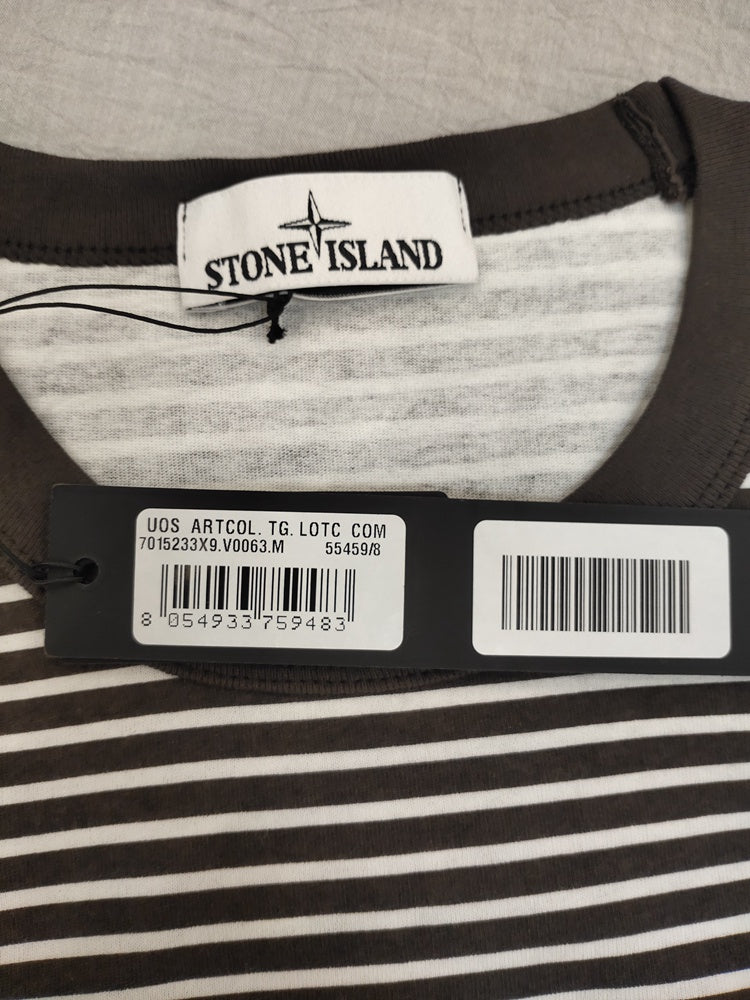 STONE ISLAND
UOS ARTCOL. TG. LOTC COM
7015233X9.V0063.M 55459/8
8 054933 759483